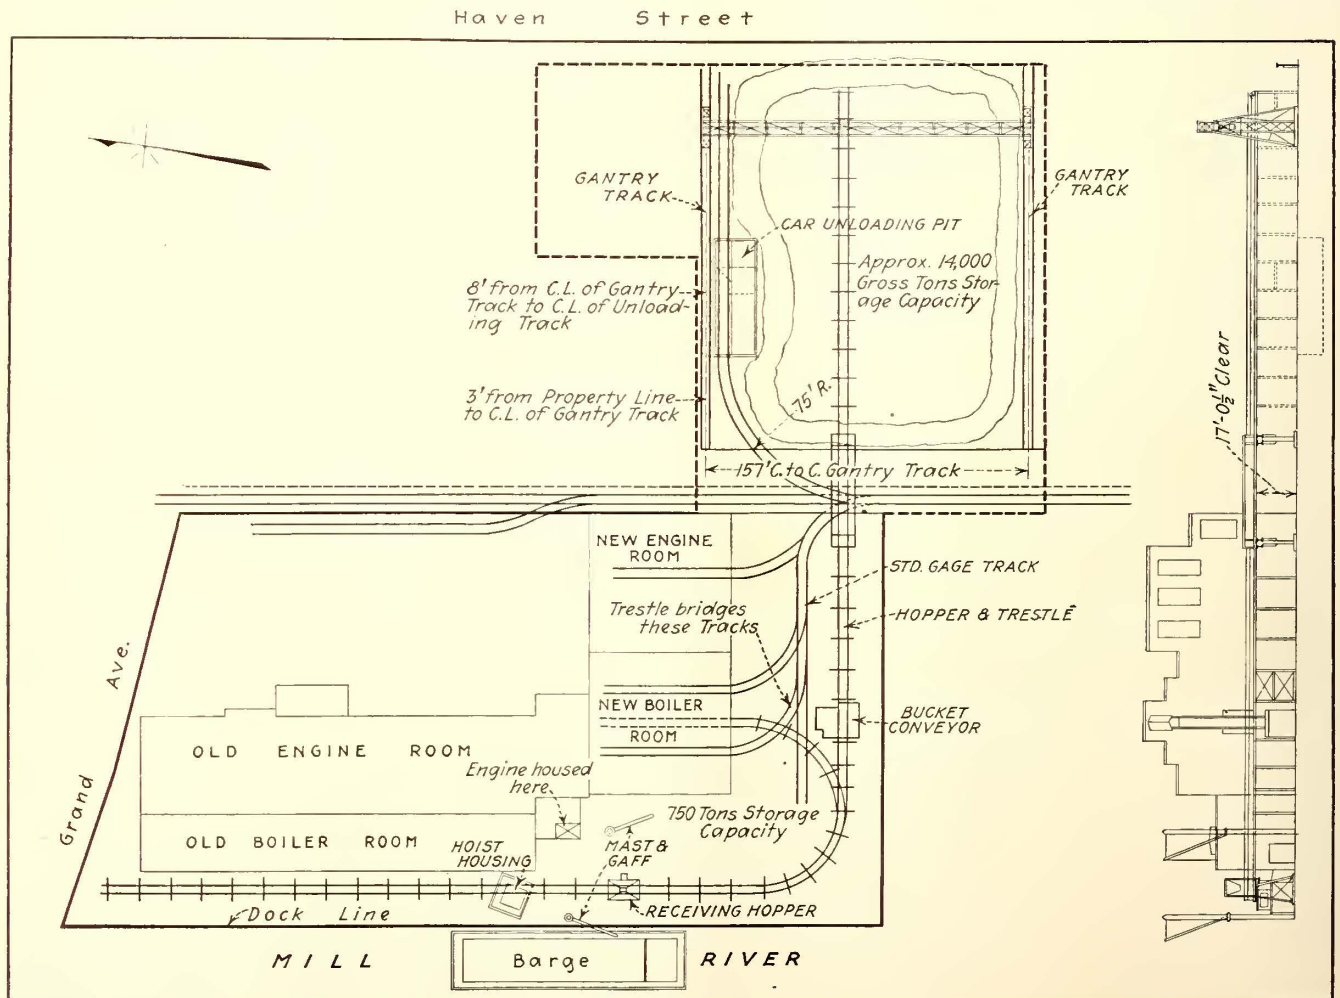 Haven Street
GANTRY
TRACK
GANTRY
TRACK
CAR UNLOADING PIT
Approx. 14,000
Gross Tons Stor-
age Capacity
8' from C.L. of Gantry
Track to C.L. of Unload-
ing Track
3' from Property Line
to C.L. of Gantry Track
75' R.
157' C. to C. Gantry Track
17'-0½" Clear
NEW ENGINE
ROOM
STD. GAGE TRACK
Trestle bridges
these Tracks
HOPPER & TRESTLE
NEW BOILER
ROOM
BUCKET
CONVEYOR
OLD ENGINE ROOM
Engine housed
here
Grand Ave.
750 Tons Storage
Capacity
OLD BOILER ROOM
HOIST
HOUSING
MAST &
GAFF
Dock Line
RECEIVING HOPPER
MILL RIVER
Barge